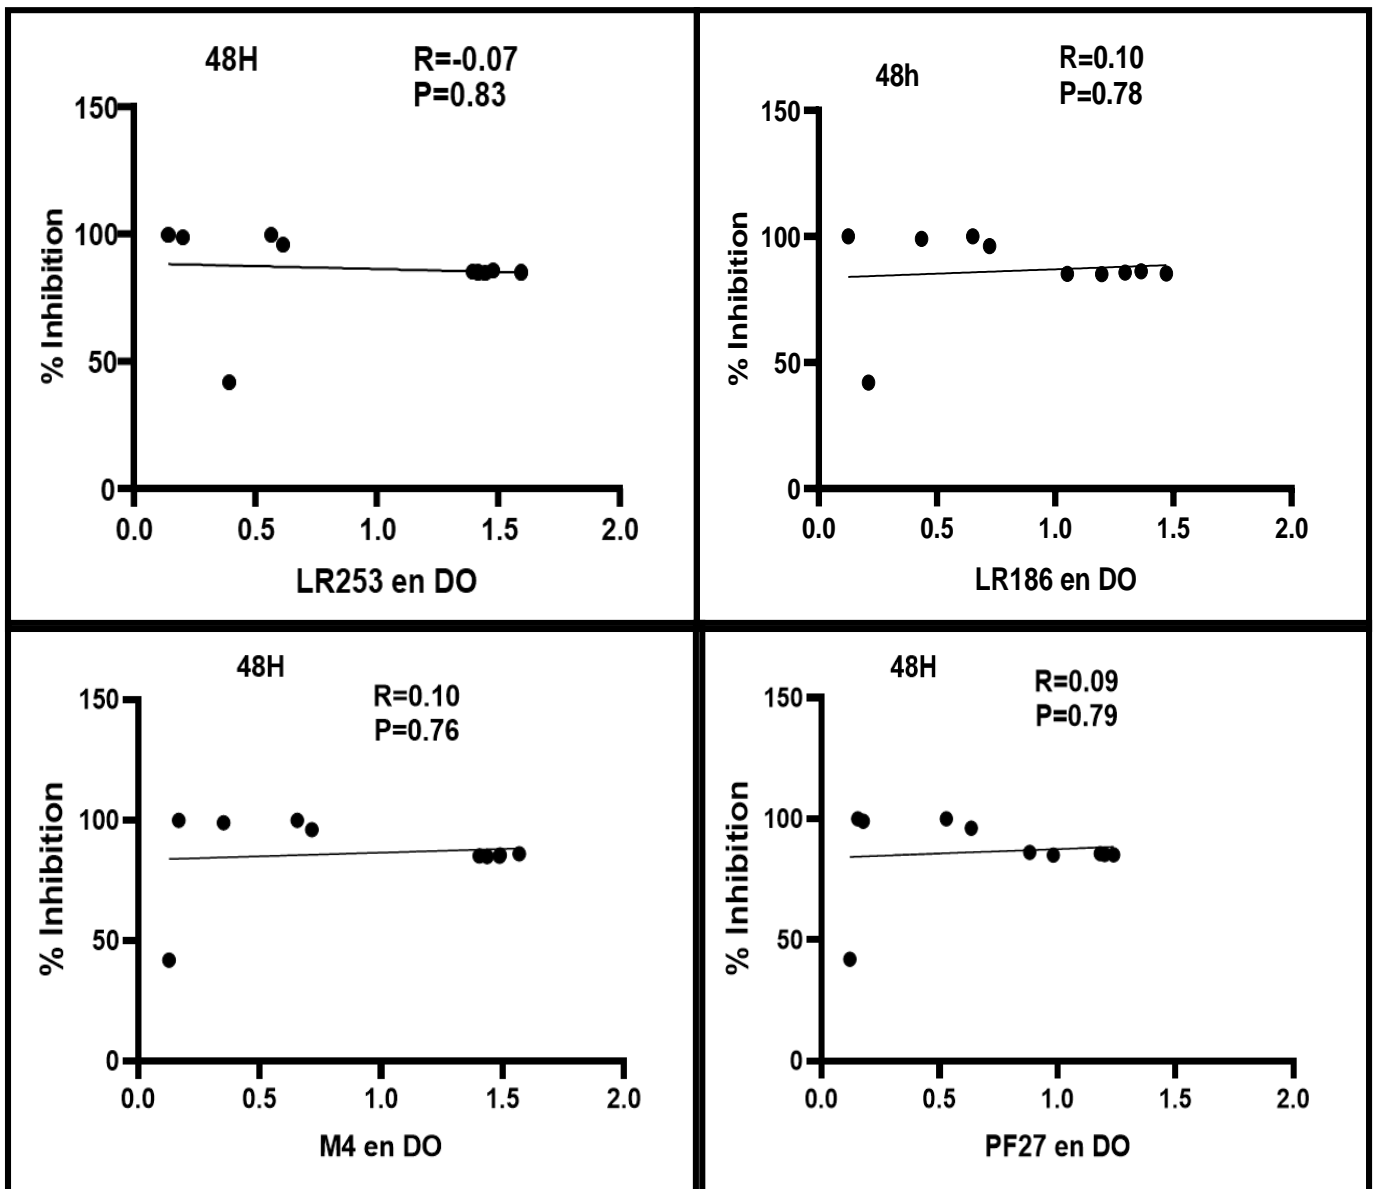 48H
R=-0.07
P=0.83
150
100
50
0
% Inhibition
0.0 0.5 1.0 1.5 2.0
LR253 en DO
48h
R=0.10
P=0.78
150
100
50
0
% Inhibition
0.0 0.5 1.0 1.5 2.0
LR186 en DO
48H
R=0.10
P=0.76
150
100
50
0
% Inhibition
0.0 0.5 1.0 1.5 2.0
M4 en DO
48H
R=0.09
P=0.79
150
100
50
0
% Inhibition
0.0 0.5 1.0 1.5 2.0
PF27 en DO